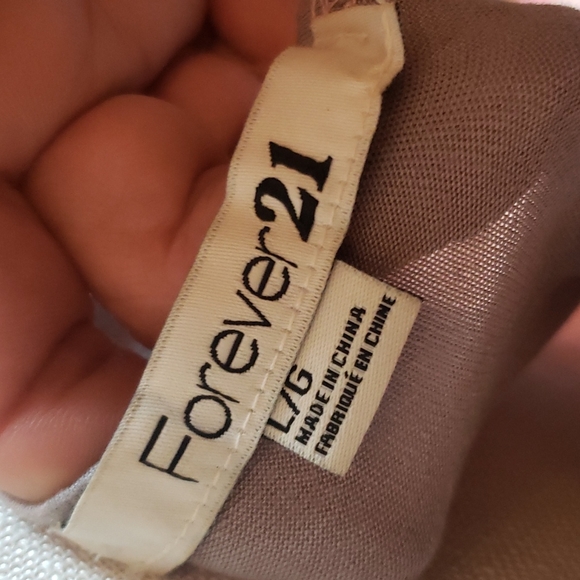 Forever21
L/G
MADE IN CHINA
FABRIQUÉ EN CHINE